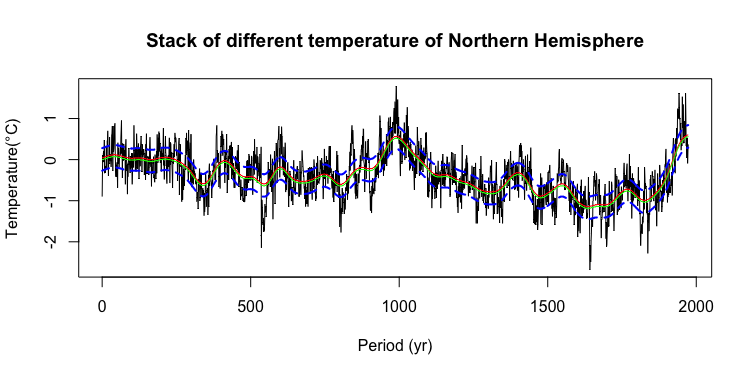 Stack of different temperature of Northern Hemisphere
Temperature(°C)
1
0
-1
-2
0 500 1000 1500 2000
Period (yr)